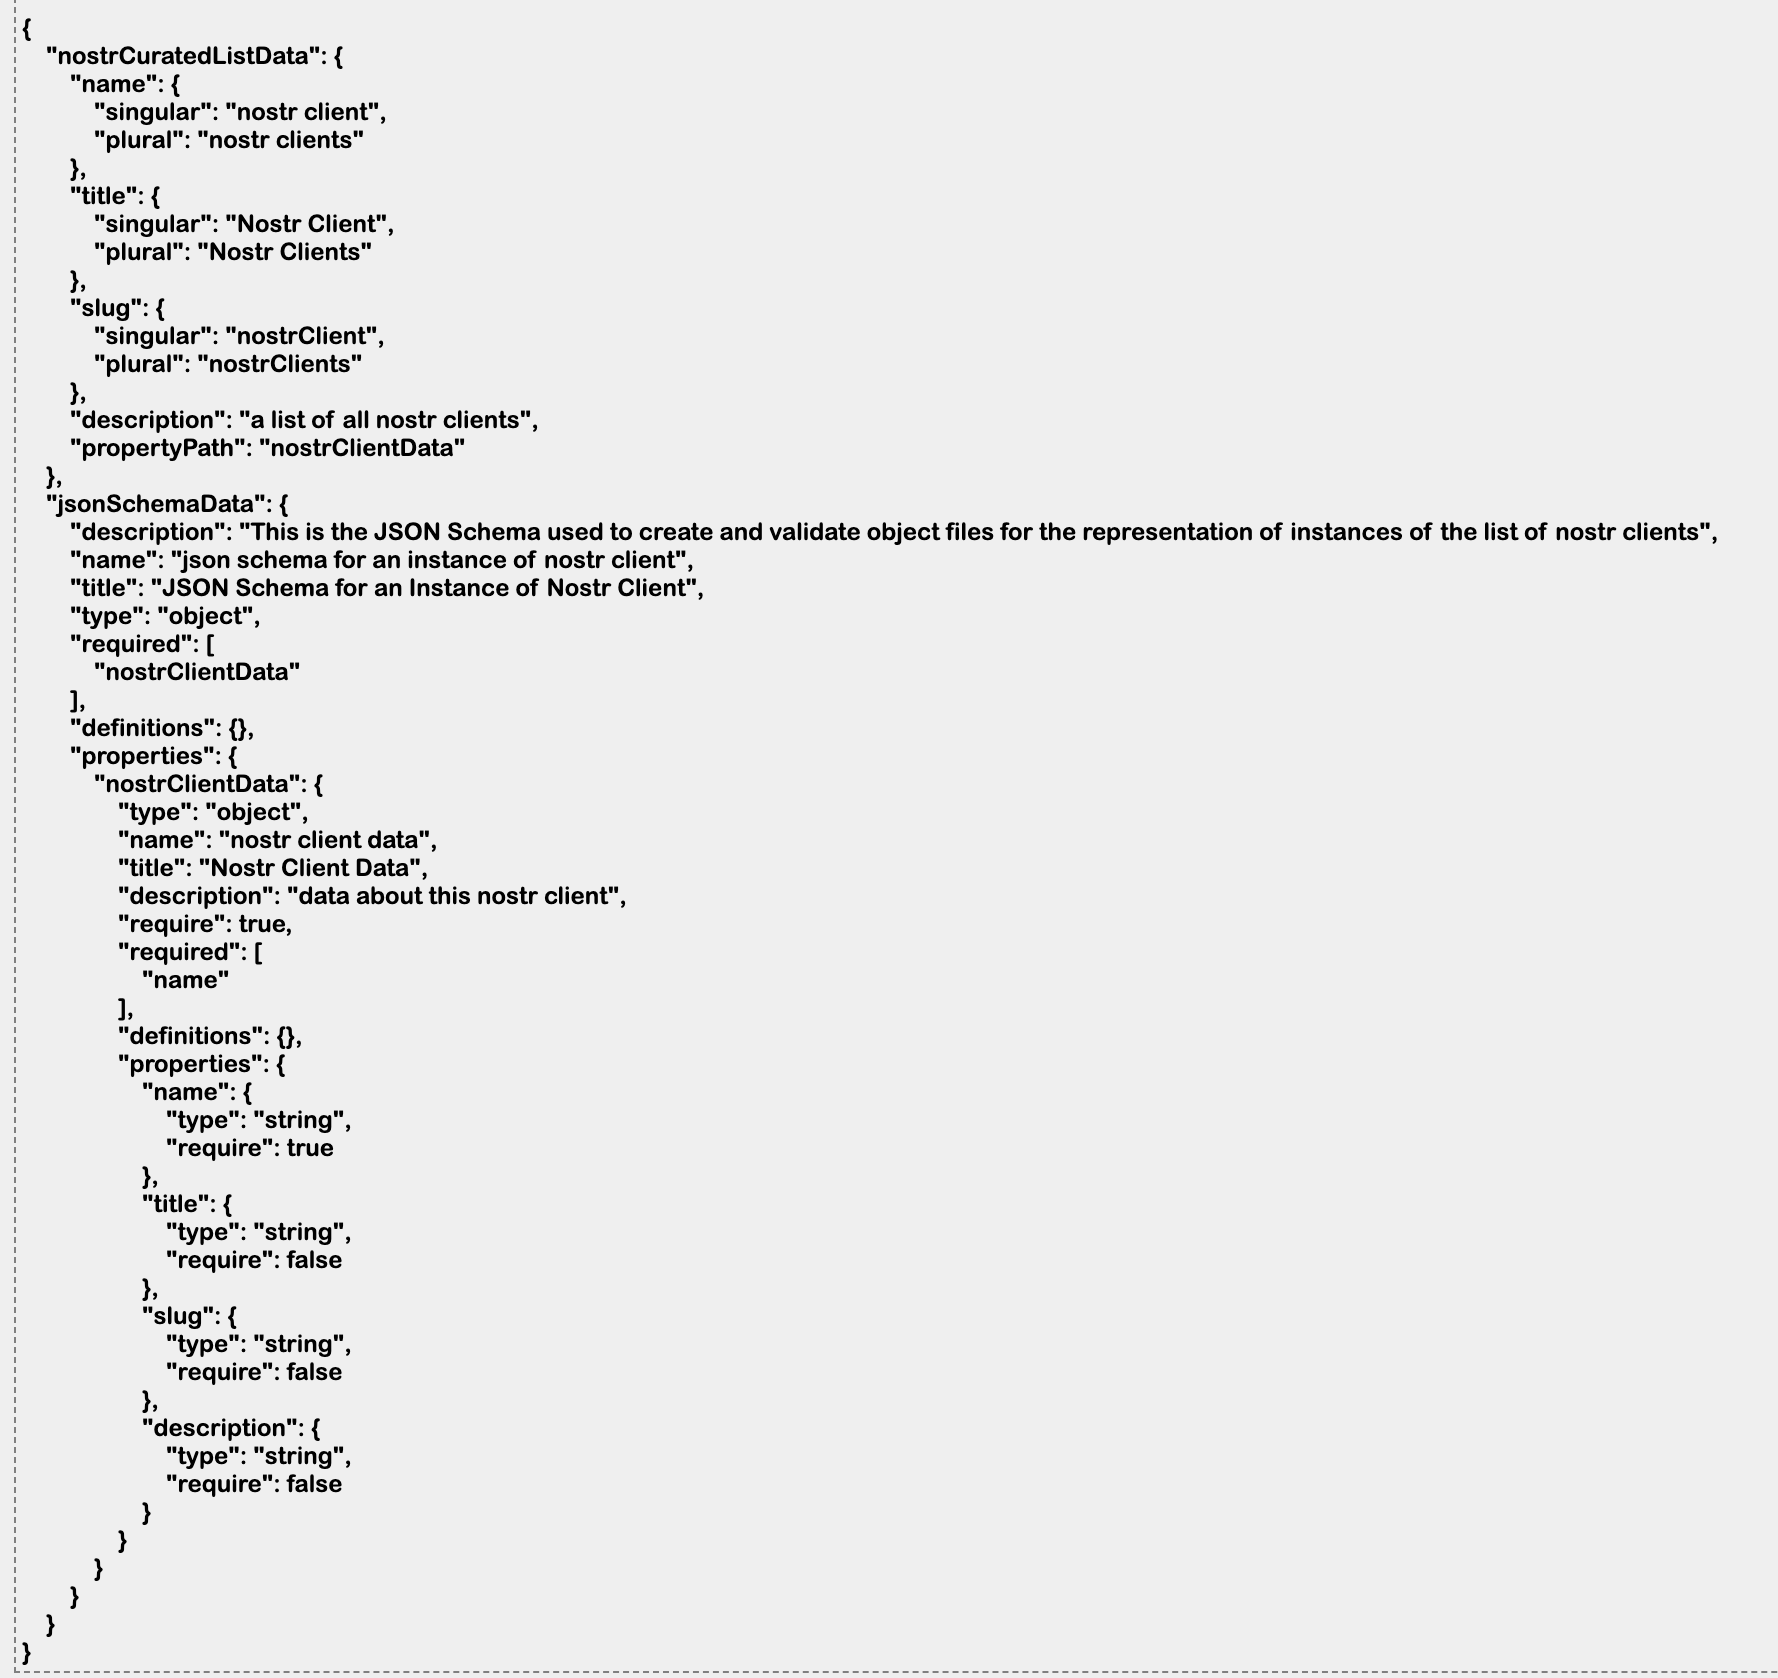 {
"nostrCuratedListData": {
"name": {
"singular": "nostr client",
"plural": "nostr clients"
},
"title": {
"singular": "Nostr Client",
"plural": "Nostr Clients"
},
"slug": {
"singular": "nostrClient",
"plural": "nostrClients"
},
"description": "a list of all nostr clients",
"propertyPath": "nostrClientData"
},
"jsonSchemaData": {
"description": "This is the JSON Schema used to create and validate object files for the representation of instances of the list of nostr clients",
"name": "json schema for an instance of nostr client",
"title": "JSON Schema for an Instance of Nostr Client",
"type": "object",
"required": [
"nostrClientData"
],
"definitions": {},
"properties": {
"nostrClientData": {
"type": "object",
"name": "nostr client data",
"title": "Nostr Client Data",
"description": "data about this nostr client",
"require": true,
"required": [
"name"
],
"definitions": {},
"properties": {
"name": {
"type": "string",
"require": true
},
"title": {
"type": "string",
"require": false
},
"slug": {
"type": "string",
"require": false
},
"description": {
"type": "string",
"require": false
}
}
}
}
}
}